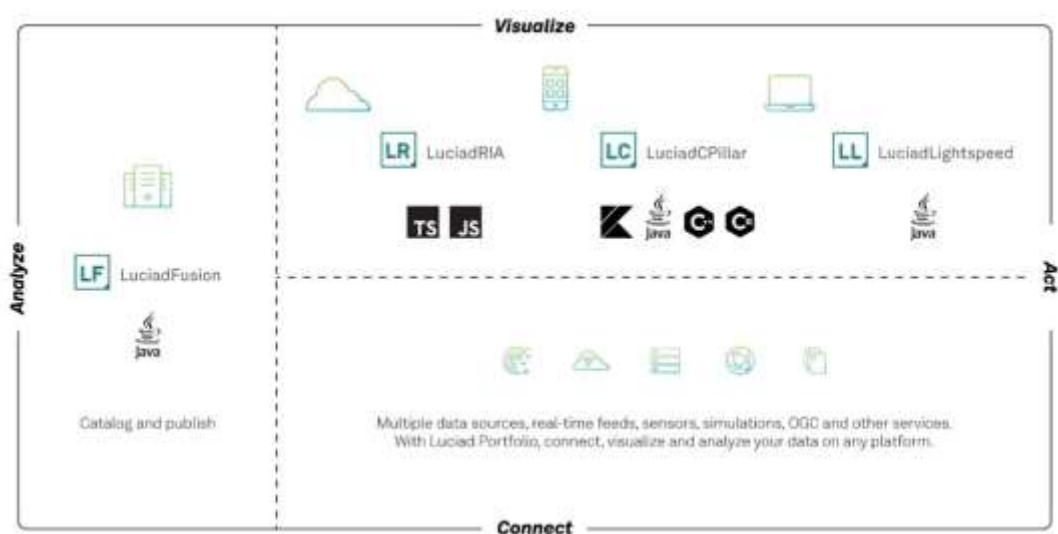 Visualize
LR LuciadRIA
LC LuciadCPillar
LL LuciadLightspeed
TS JS
Java
C++
C#
Java
Analyze
LF LuciadFusion
Java
Catalog and publish
Act
Multiple data sources, real-time feeds, sensors, simulations, OGC and other services.
With Luciad Portfolio, connect, visualize and analyze your data on any platform.
Connect